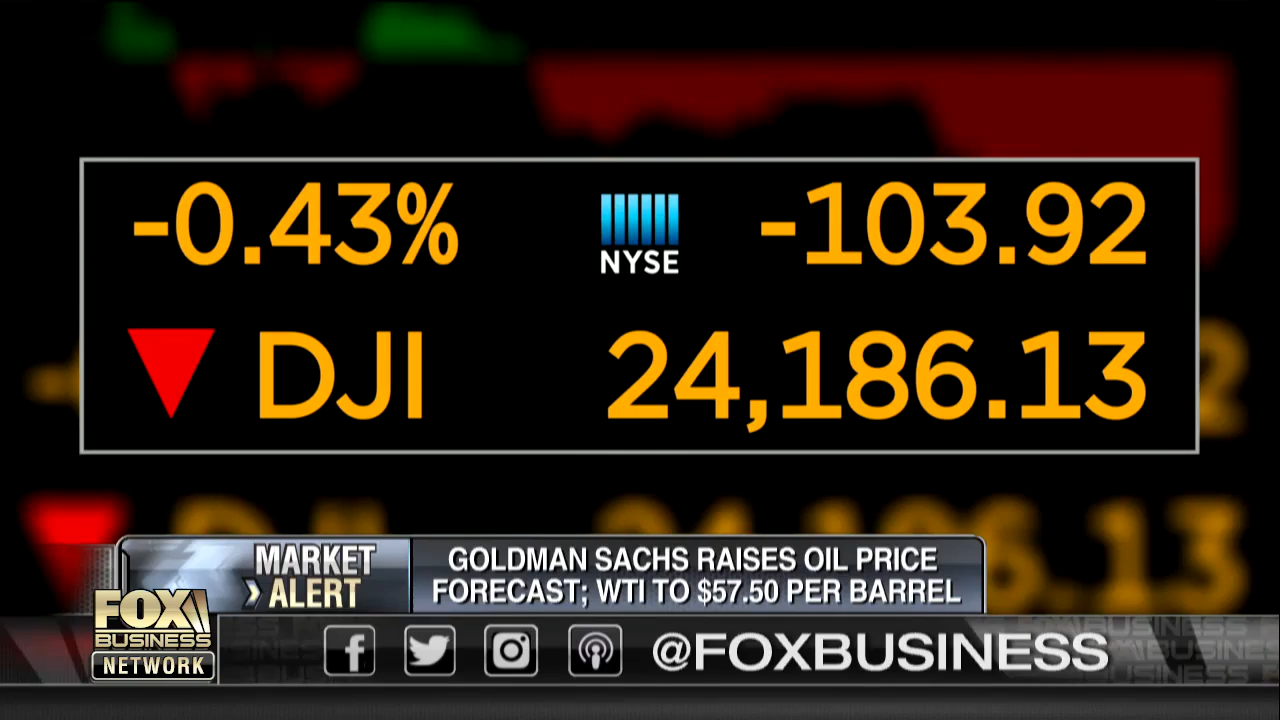 -0.43%
NYSE
-103.92
DJI
24,186.13
MARKET
ALERT
GOLDMAN SACHS RAISES OIL PRICE
FORECAST; WTI TO $57.50 PER BARREL
FOX
BUSINESS
NETWORK
@FOXBUSINESS